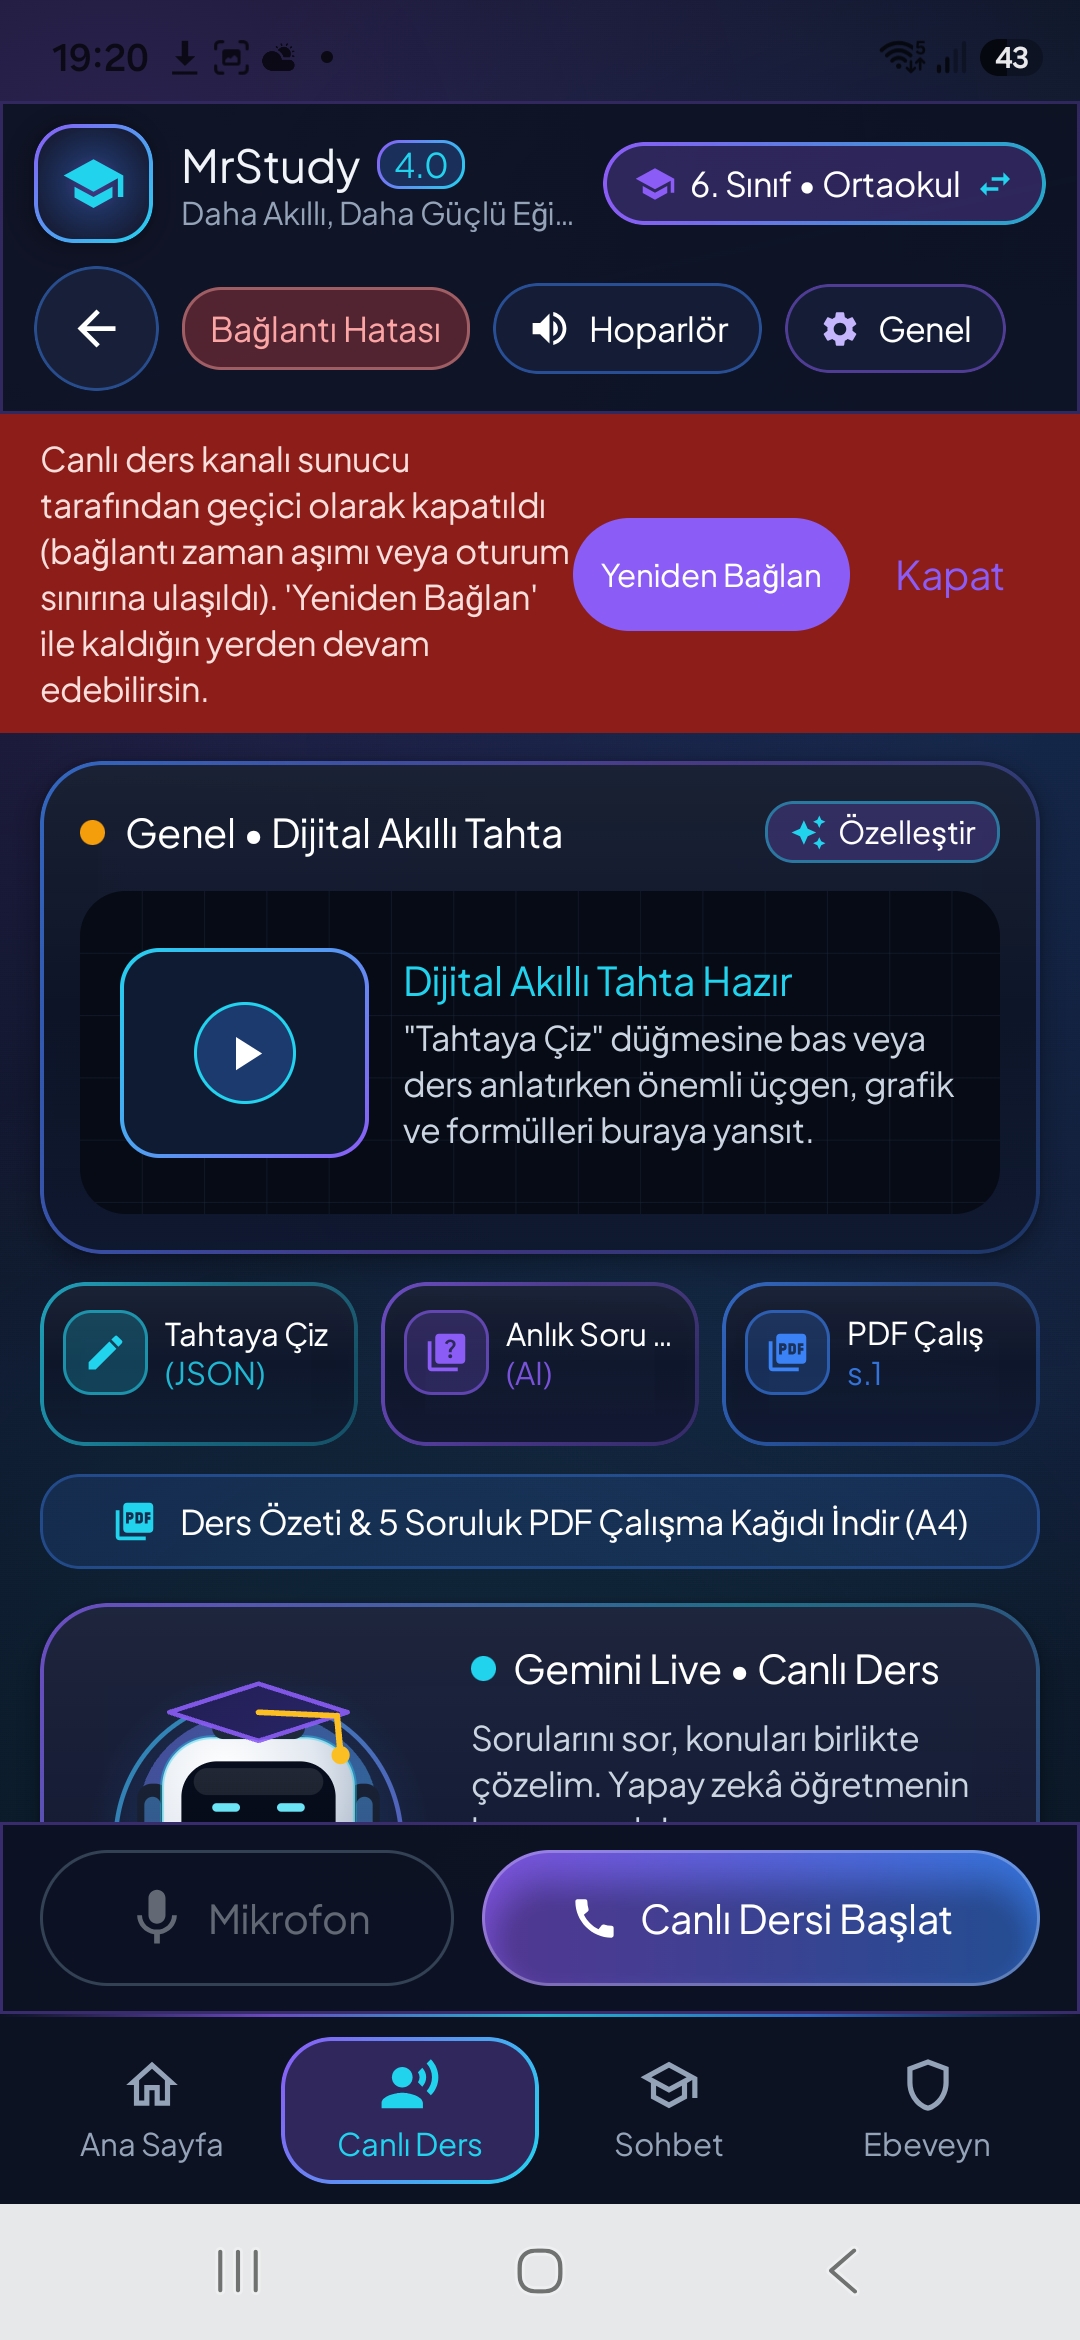 19:20
5
43
MrStudy 4.0
Daha Akıllı, Daha Güçlü Eği...
6. Sınıf • Ortaokul
Bağlantı Hatası
Hoparlör
Genel
Canlı ders kanalı sunucu
tarafından geçici olarak kapatıldı
(bağlantı zaman aşımı veya oturum
sınırına ulaşıldı). 'Yeniden Bağlan'
ile kaldığın yerden devam
edebilirsin.
Yeniden Bağlan
Kapat
Genel • Dijital Akıllı Tahta
Özelleştir
Dijital Akıllı Tahta Hazır
"Tahtaya Çiz" düğmesine bas veya
ders anlatırken önemli üçgen, grafik
ve formülleri buraya yansıt.
Tahtaya Çiz
(JSON)
?
Anlık Soru ...
(AI)
PDF
PDF Çalış
s.1
PDF
Ders Özeti & 5 Soruluk PDF Çalışma Kağıdı İndir (A4)
Gemini Live • Canlı Ders
Sorularını sor, konuları birlikte
çözelim. Yapay zekâ öğretmenin
Mikrofon
Canlı Dersi Başlat
Ana Sayfa
Canlı Ders
Sohbet
Ebeveyn